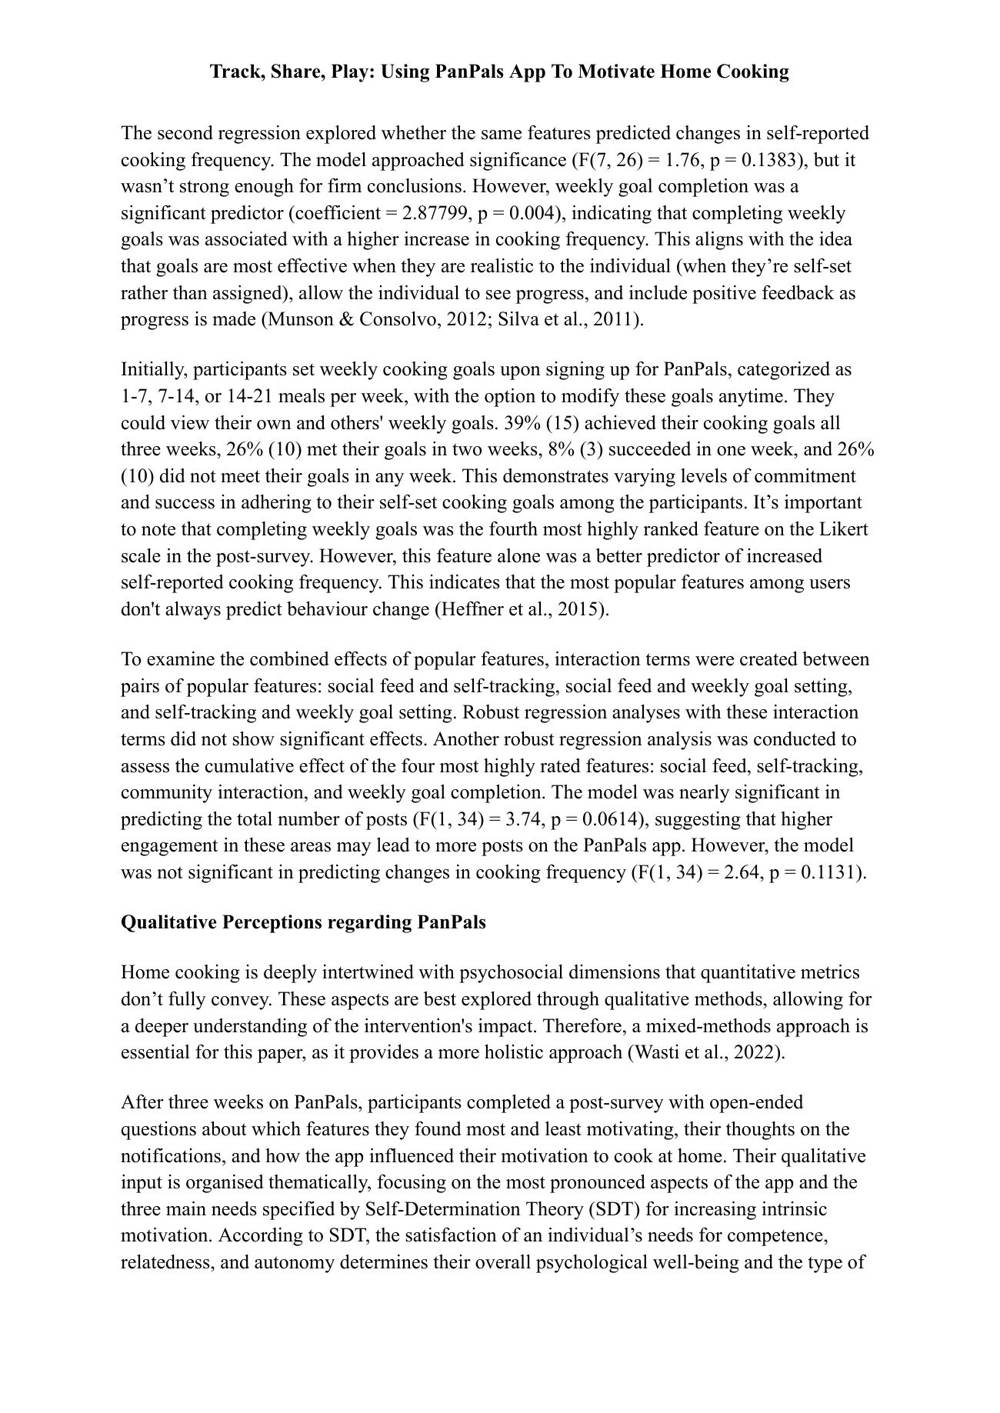 Track, Share, Play: Using PanPals App To Motivate Home Cooking
The second regression explored whether the same features predicted changes in self-reported
cooking frequency. The model approached significance (F(7, 26) = 1.76, p = 0.1383), but it
wasn’t strong enough for firm conclusions. However, weekly goal completion was a
significant predictor (coefficient = 2.87799, p = 0.004), indicating that completing weekly
goals was associated with a higher increase in cooking frequency. This aligns with the idea
that goals are most effective when they are realistic to the individual (when they’re self-set
rather than assigned), allow the individual to see progress, and include positive feedback as
progress is made (Munson & Consolvo, 2012; Silva et al., 2011).
Initially, participants set weekly cooking goals upon signing up for PanPals, categorized as
1-7, 7-14, or 14-21 meals per week, with the option to modify these goals anytime. They
could view their own and others' weekly goals. 39% (15) achieved their cooking goals all
three weeks, 26% (10) met their goals in two weeks, 8% (3) succeeded in one week, and 26%
(10) did not meet their goals in any week. This demonstrates varying levels of commitment
and success in adhering to their self-set cooking goals among the participants. It’s important
to note that completing weekly goals was the fourth most highly ranked feature on the Likert
scale in the post-survey. However, this feature alone was a better predictor of increased
self-reported cooking frequency. This indicates that the most popular features among users
don't always predict behaviour change (Heffner et al., 2015).
To examine the combined effects of popular features, interaction terms were created between
pairs of popular features: social feed and self-tracking, social feed and weekly goal setting,
and self-tracking and weekly goal setting. Robust regression analyses with these interaction
terms did not show significant effects. Another robust regression analysis was conducted to
assess the cumulative effect of the four most highly rated features: social feed, self-tracking,
community interaction, and weekly goal completion. The model was nearly significant in
predicting the total number of posts (F(1, 34) = 3.74, p = 0.0614), suggesting that higher
engagement in these areas may lead to more posts on the PanPals app. However, the model
was not significant in predicting changes in cooking frequency (F(1, 34) = 2.64, p = 0.1131).
Qualitative Perceptions regarding PanPals
Home cooking is deeply intertwined with psychosocial dimensions that quantitative metrics
don’t fully convey. These aspects are best explored through qualitative methods, allowing for
a deeper understanding of the intervention's impact. Therefore, a mixed-methods approach is
essential for this paper, as it provides a more holistic approach (Wasti et al., 2022).
After three weeks on PanPals, participants completed a post-survey with open-ended
questions about which features they found most and least motivating, their thoughts on the
notifications, and how the app influenced their motivation to cook at home. Their qualitative
input is organised thematically, focusing on the most pronounced aspects of the app and the
three main needs specified by Self-Determination Theory (SDT) for increasing intrinsic
motivation. According to SDT, the satisfaction of an individual’s needs for competence,
relatedness, and autonomy determines their overall psychological well-being and the type of